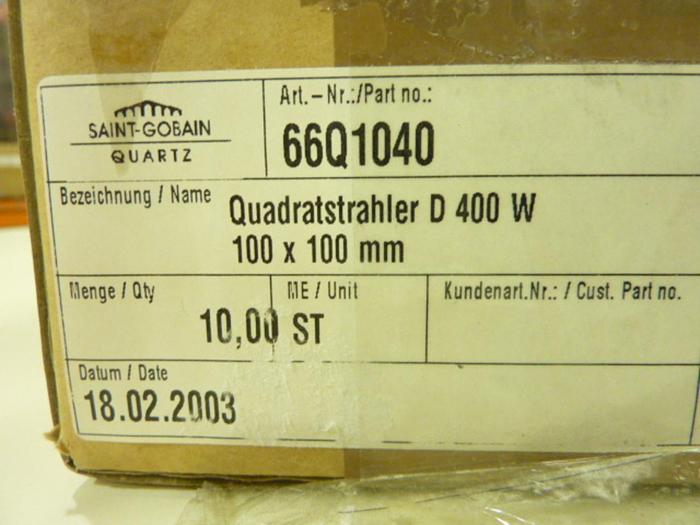 SAINT-GOBAIN
QUARTZ
Art.-Nr.:/Part no.:
66Q1040
Bezeichnung / Name
Quadratstrahler D 400 W
100 x 100 mm
Menge / Qty
ME / Unit
Kundenart.Nr.: / Cust. Part no.
10,00 ST
Datum / Date
18.02.2003